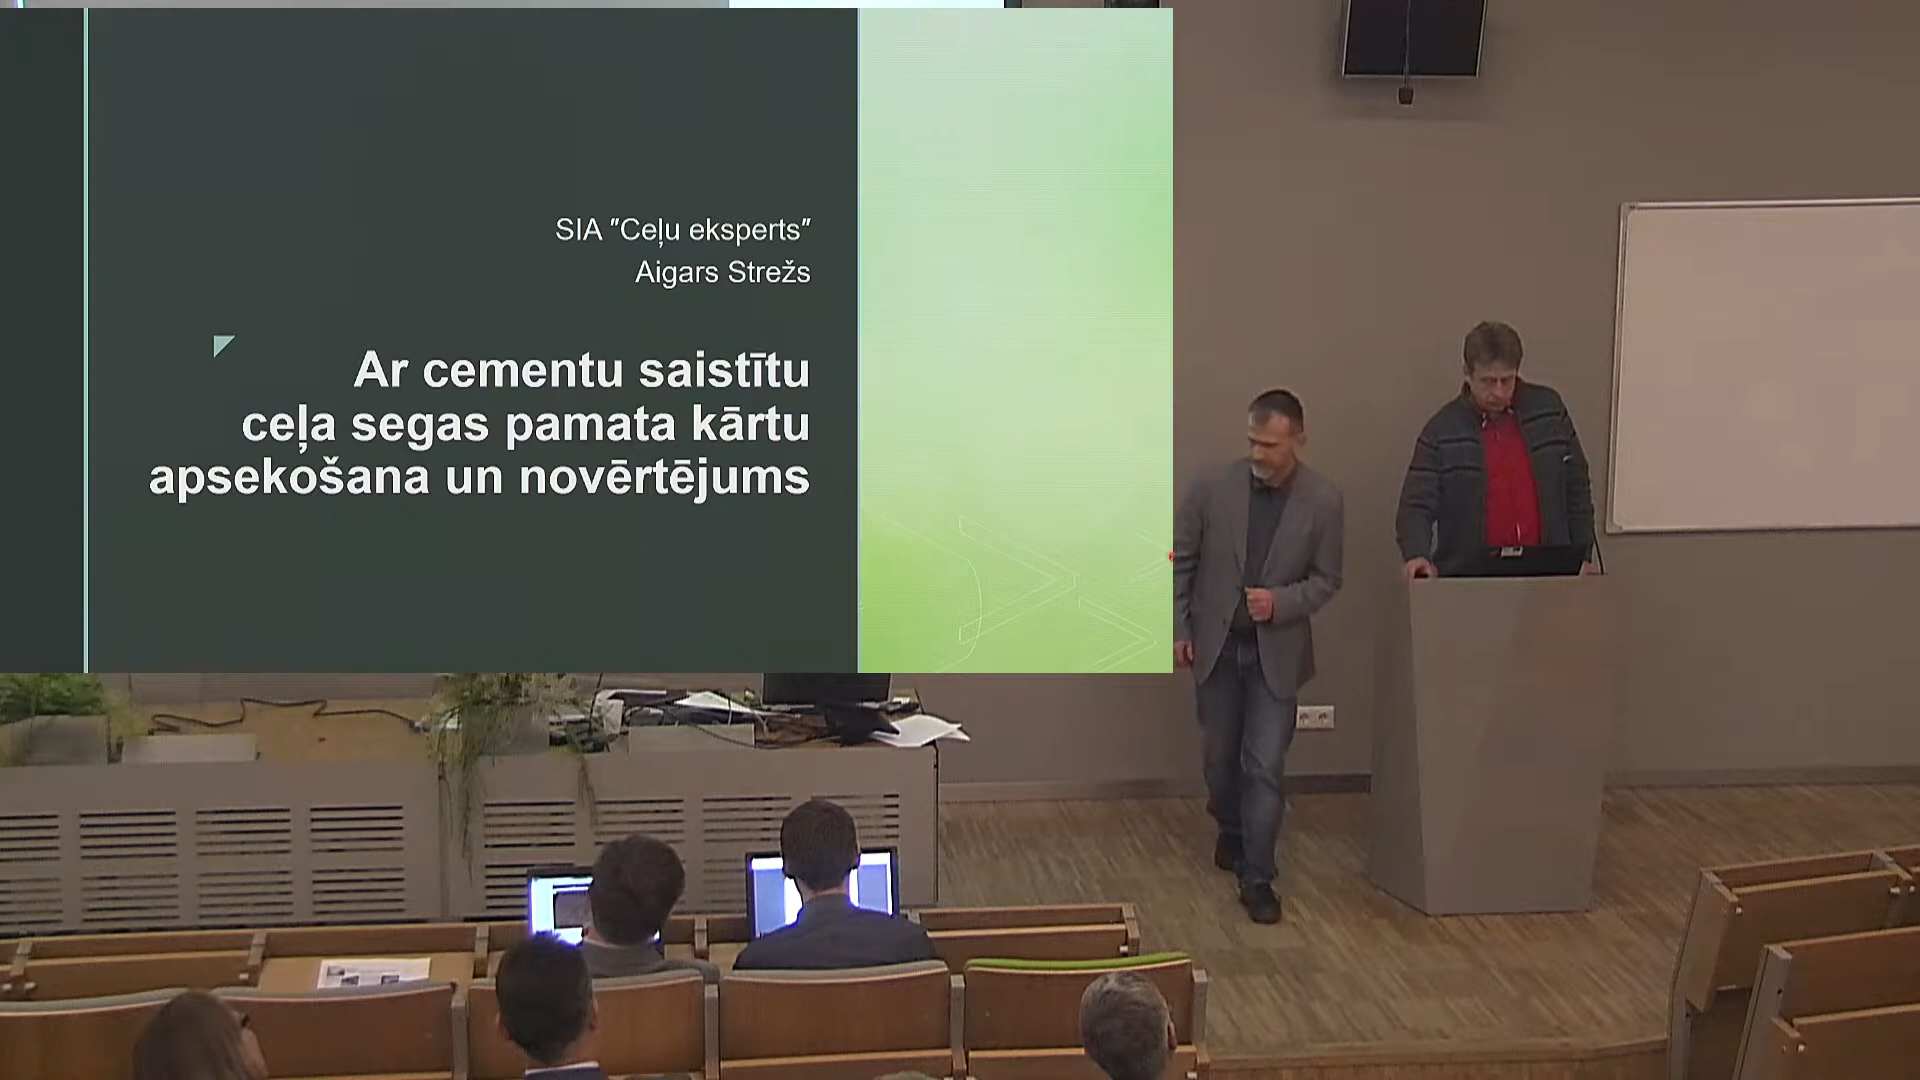 SIA "Ceļu eksperts"
Aigars Strežs
Ar cementu saistītu
ceļa segas pamata kārtu
apsekošana un novērtējums